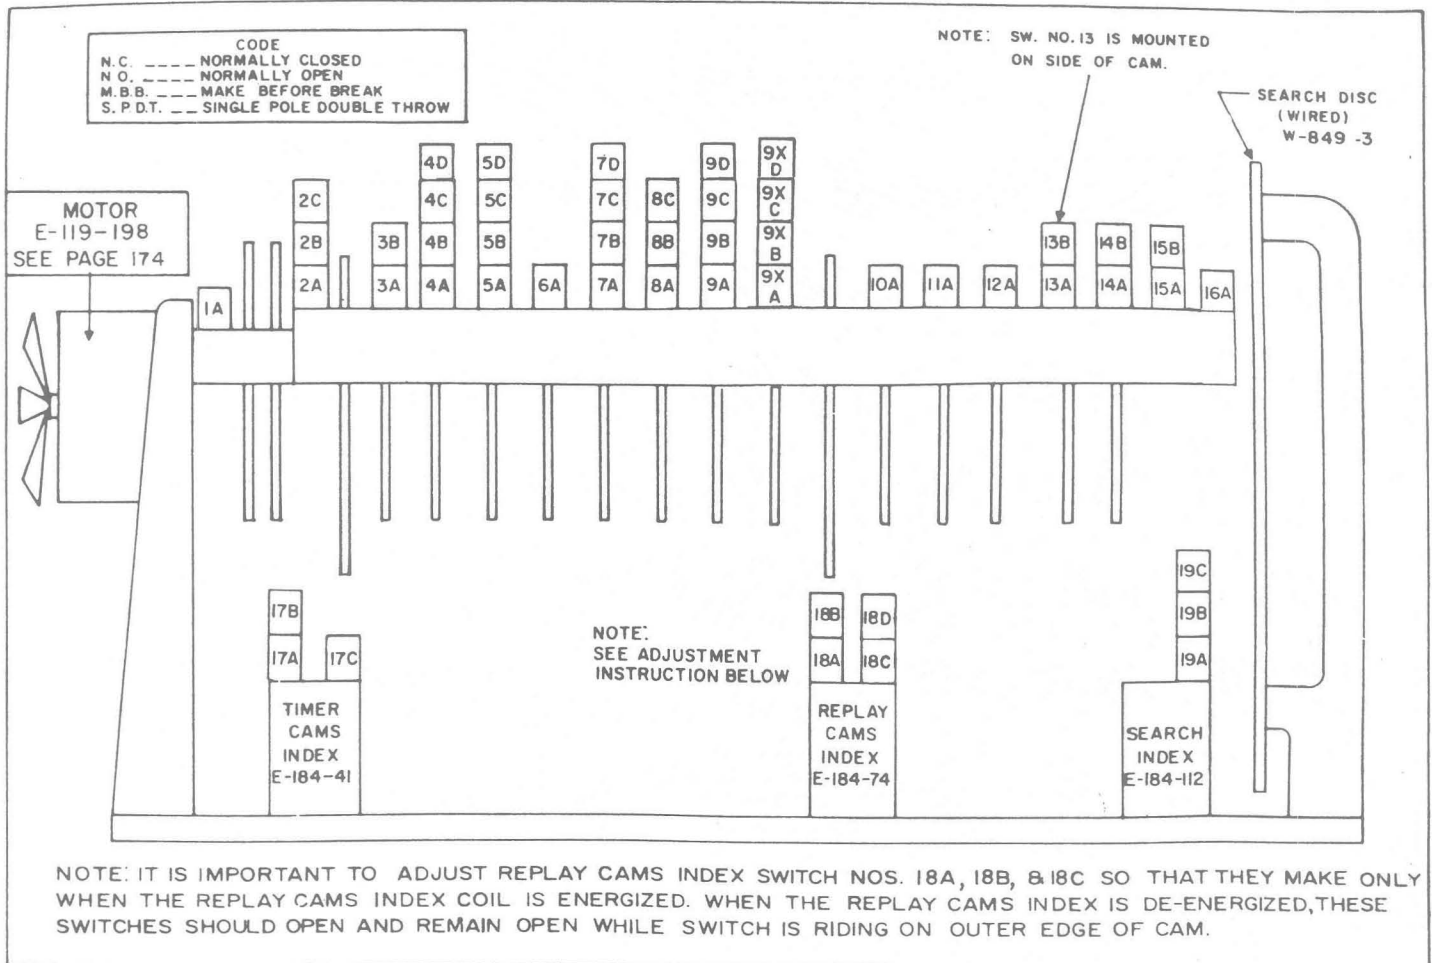 CODE
N.C. ____ NORMALLY CLOSED
N O. ____ NORMALLY OPEN
M.B.B. ___ MAKE BEFORE BREAK
S. P. D.T. __ SINGLE POLE DOUBLE THROW
NOTE: SW. NO. 13 IS MOUNTED
ON SIDE OF CAM.
SEARCH DISC
(WIRED)
W-849 -3
MOTOR
E-119-198
SEE PAGE 174
4D 5D 7D 9D 9X
D
2C 4C 5C 7C 8C 9C 9X
C
2B 3B 4B 5B 7B 8B 9B 9X
B
13B 14B 15B
1A 2A 3A 4A 5A 6A 7A 8A 9A 9X
A
10A 11A 12A 13A 14A 15A 16A
17B
17A 17C
TIMER
CAMS
INDEX
E-184-41
NOTE:
SEE ADJUSTMENT
INSTRUCTION BELOW
18B 18D
18A 18C
REPLAY
CAMS
INDEX
E-184-74
19C
19B
19A
SEARCH
INDEX
E-184-112
NOTE: IT IS IMPORTANT TO ADJUST REPLAY CAMS INDEX SWITCH NOS. 18A, 18B, & 18C SO THAT THEY MAKE ONLY
WHEN THE REPLAY CAMS INDEX COIL IS ENERGIZED. WHEN THE REPLAY CAMS INDEX IS DE-ENERGIZED, THESE
SWITCHES SHOULD OPEN AND REMAIN OPEN WHILE SWITCH IS RIDING ON OUTER EDGE OF CAM.